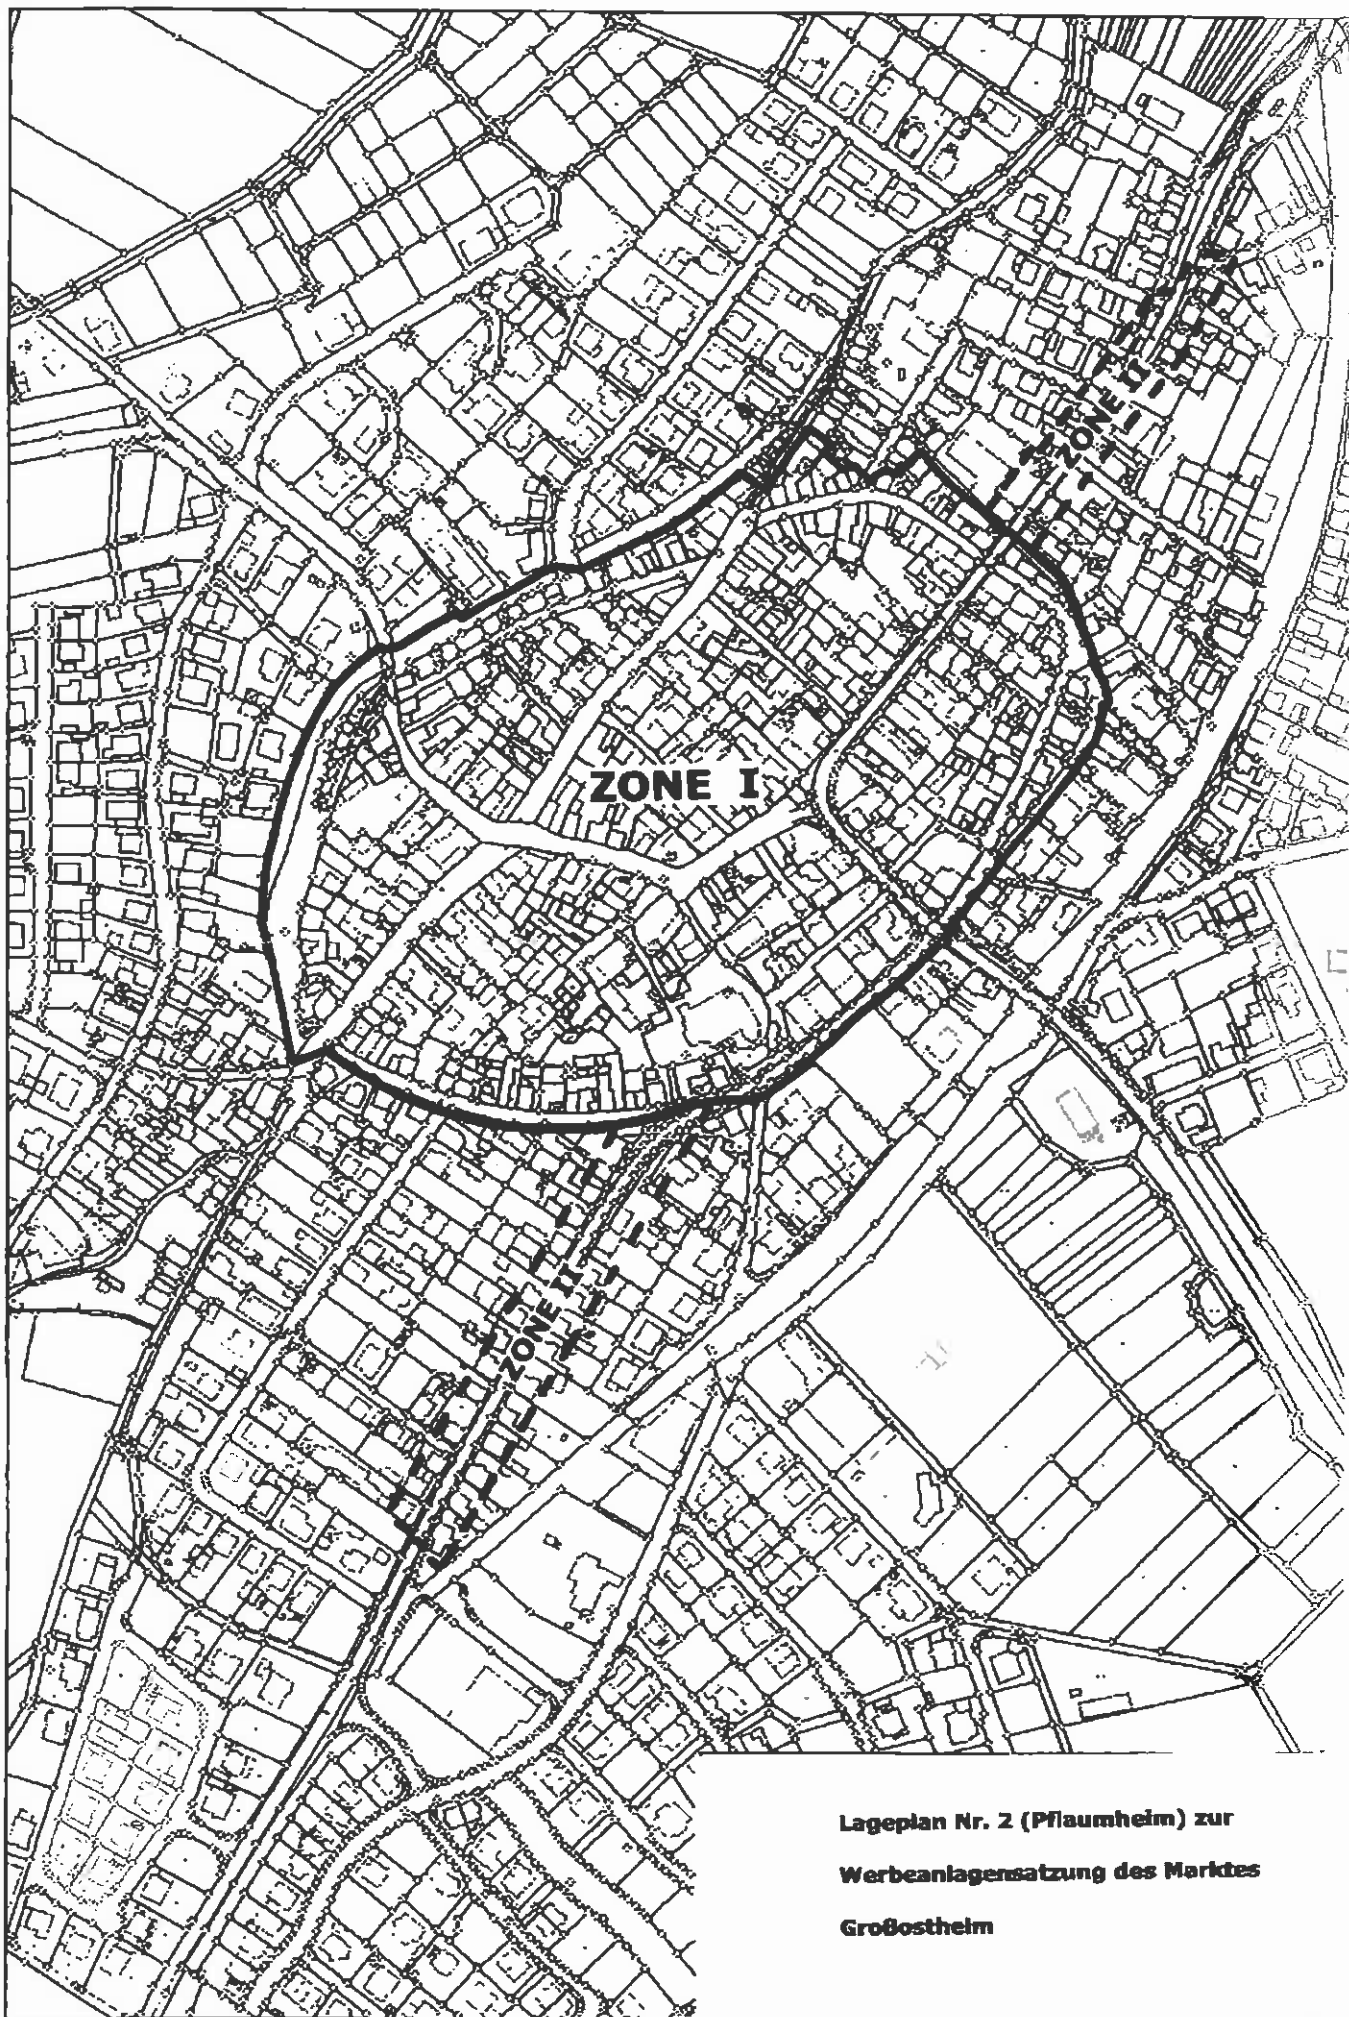 ZONE II
ZONE I
ZONE II
Lageplan Nr. 2 (Pflaumheim) zur
Werbeanlagensatzung des Marktes
Großostheim